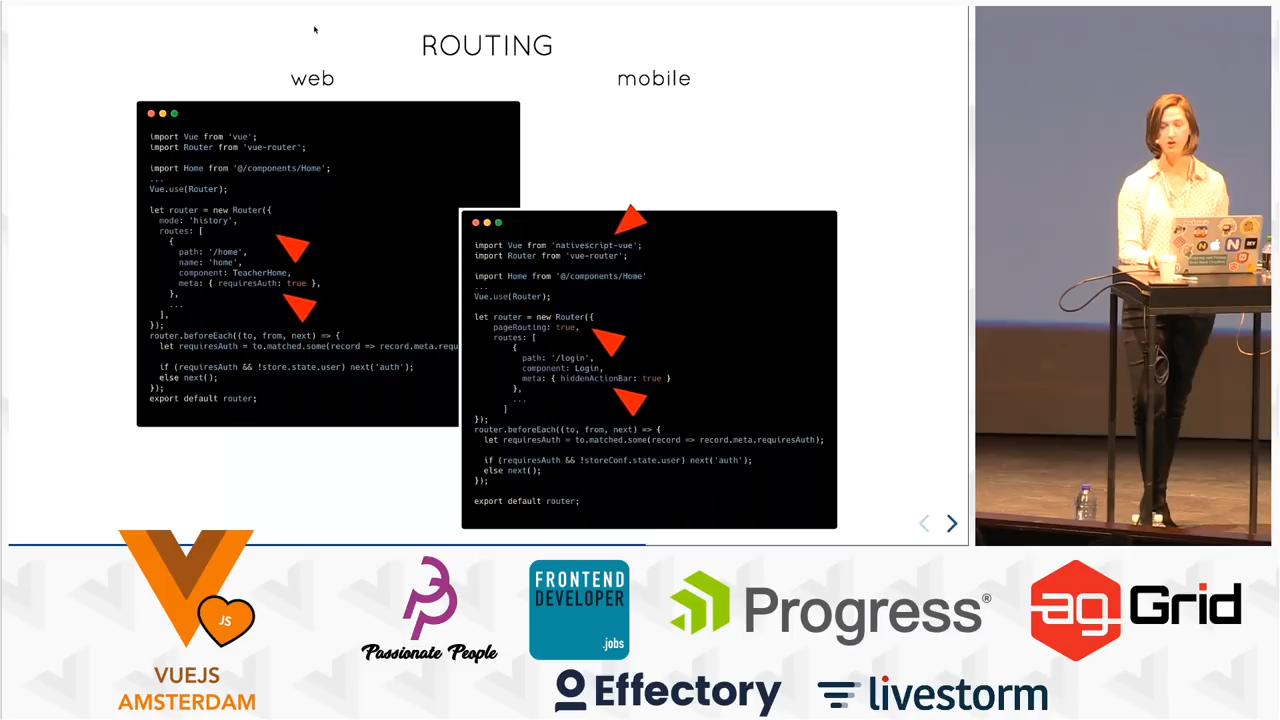 ROUTING
web
mobile
import Vue from 'vue';
import Router from 'vue-router';
import Home from '@/components/Home';
...
Vue.use(Router);
let router = new Router({
mode: 'history',
routes: [
{
path: '/home',
name: 'home',
component: TeacherHome,
meta: { requiresAuth: true },
},
...
],
});
router.beforeEach((to, from, next) => {
let requiresAuth = to.matched.some(record => record.meta.requ
if (requiresAuth && !store.state.user) next('auth');
else next();
});
export default router;
import Vue from 'nativescript-vue';
import Router from 'vue-router';
import Home from '@/components/Home'
...
Vue.use(Router);
let router = new Router({
pageRouting: true,
routes: [
{
path: '/login',
component: Login,
meta: { hiddenActionBar: true }
},
...
]
});
router.beforeEach((to, from, next) => {
let requiresAuth = to.matched.some(record => record.meta.requiresAuth);
if (requiresAuth && !storeConf.state.user) next('auth');
else next();
});
export default router;
JS
VUEJS
AMSTERDAM
Passionate People
FRONTEND
DEVELOPER
.jobs
Progress®
ag Grid
Effectory
livestorm